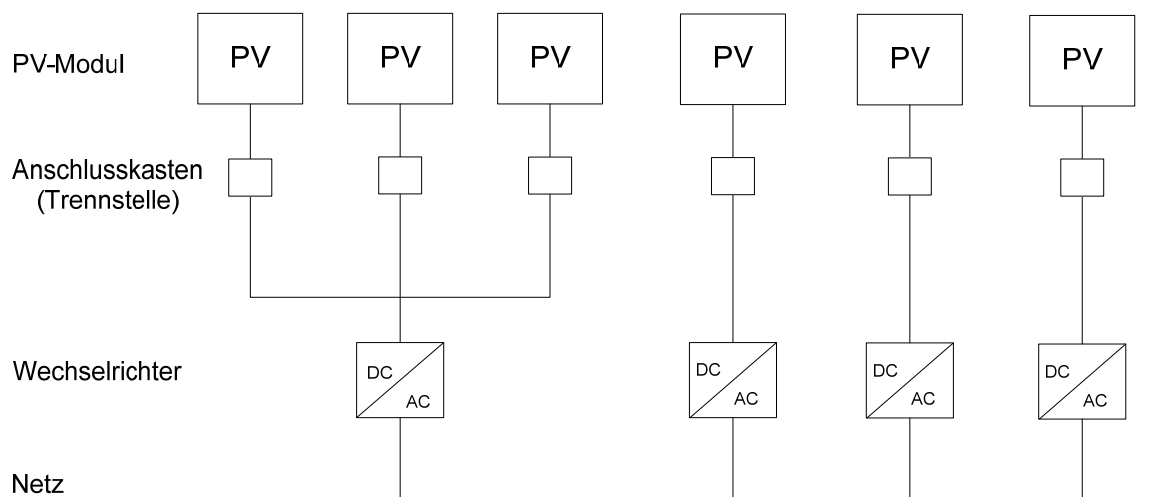 PV-Modul
PV PV PV PV PV PV
Anschlusskasten
(Trennstelle)
Wechselrichter
DC DC DC DC
AC AC AC AC
Netz